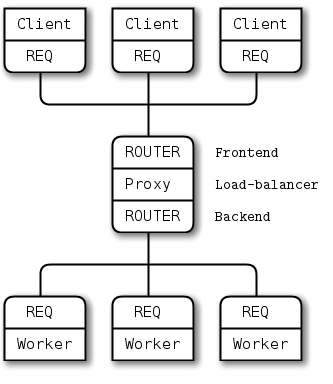 Client Client Client
REQ REQ REQ
ROUTER Frontend
Proxy Load-balancer
ROUTER Backend
REQ REQ REQ
Worker Worker Worker